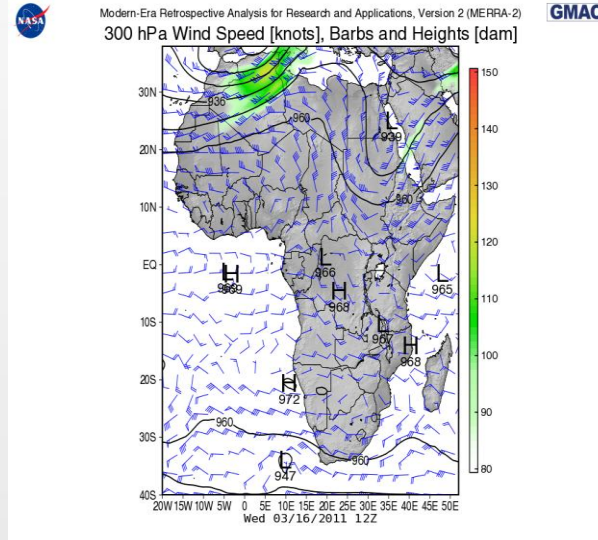 NASA
Modern-Era Retrospective Analysis for Research and Applications, Version 2 (MERRA-2)
GMAO
300 hPa Wind Speed [knots], Barbs and Heights [dam]
150
140
130
120
110
100
90
80
30N
20N
10N
EQ
10S
20S
30S
40S
936
960
L
939
960
L
966
H
968
H
969
L
965
L
967
H
968
H
972
960
960
L
947
20W 15W 10W 5W 0 5E 10E 15E 20E 25E 30E 35E 40E 45E 50E
Wed 03/16/2011 12Z